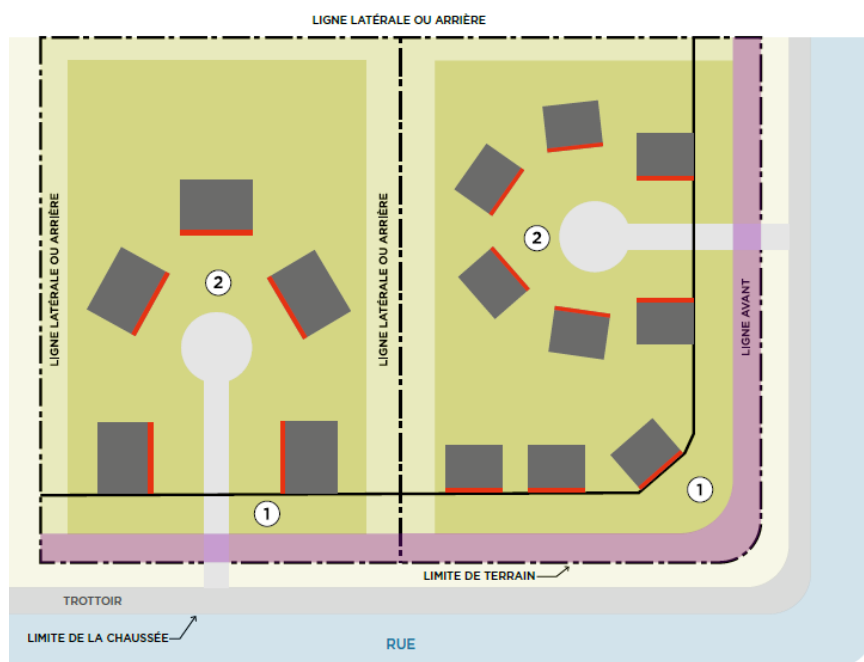 LIGNE LATÉRALE OU ARRIÈRE
LIGNE LATÉRALE OU ARRIÈRE
LIGNE LATÉRALE OU ARRIÈRE
2
2
LIGNE AVANT
1
1
LIMITE DE TERRAIN
TROTTOIR
LIMITE DE LA CHAUSSÉE
RUE